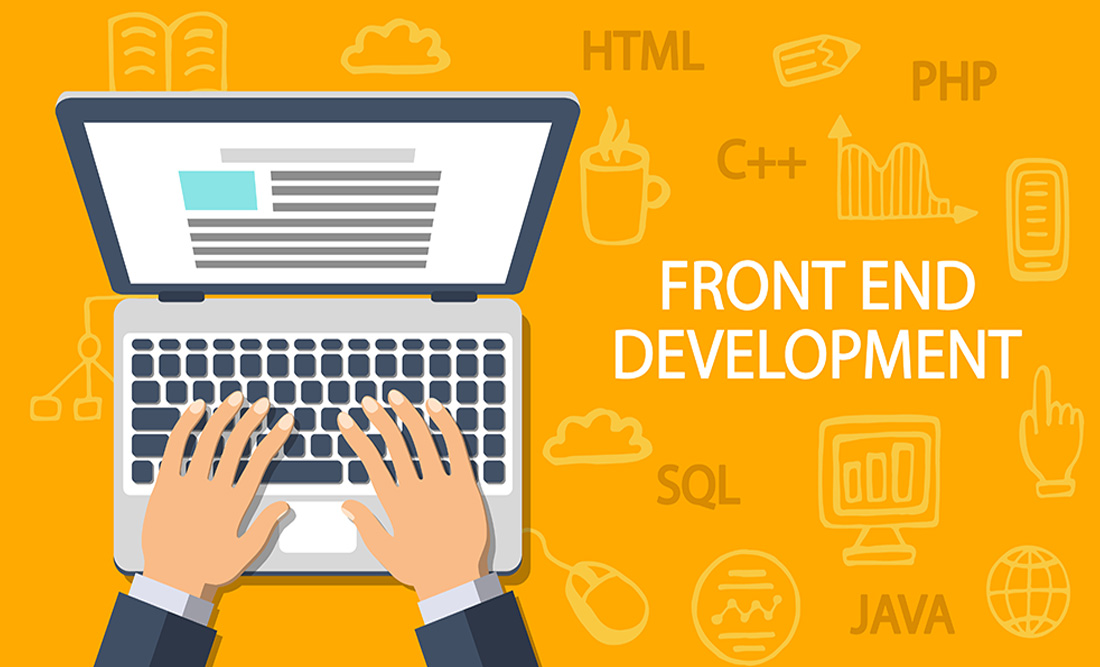 HTML
PHP
C++
FRONT END
DEVELOPMENT
SQL
JAVA